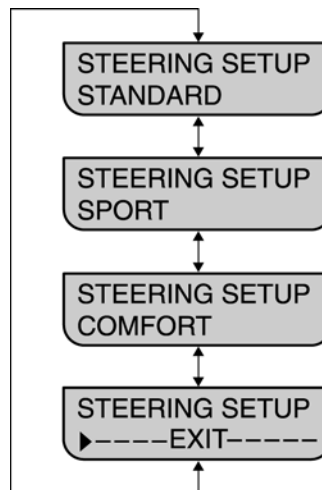 STEERING SETUP
STANDARD
STEERING SETUP
SPORT
STEERING SETUP
COMFORT
STEERING SETUP
▶----EXIT-----